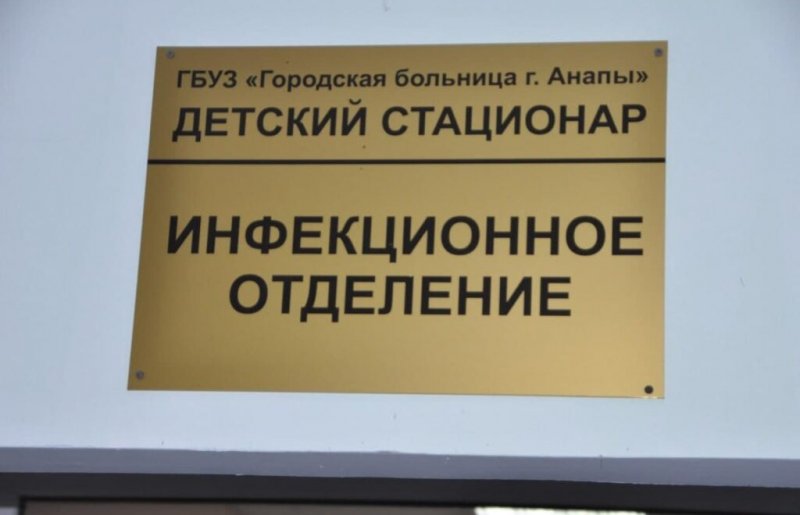 ГБУЗ «Городская больница г. Анапы»
ДЕТСКИЙ СТАЦИОНАР
ИНФЕКЦИОННОЕ
ОТДЕЛЕНИЕ